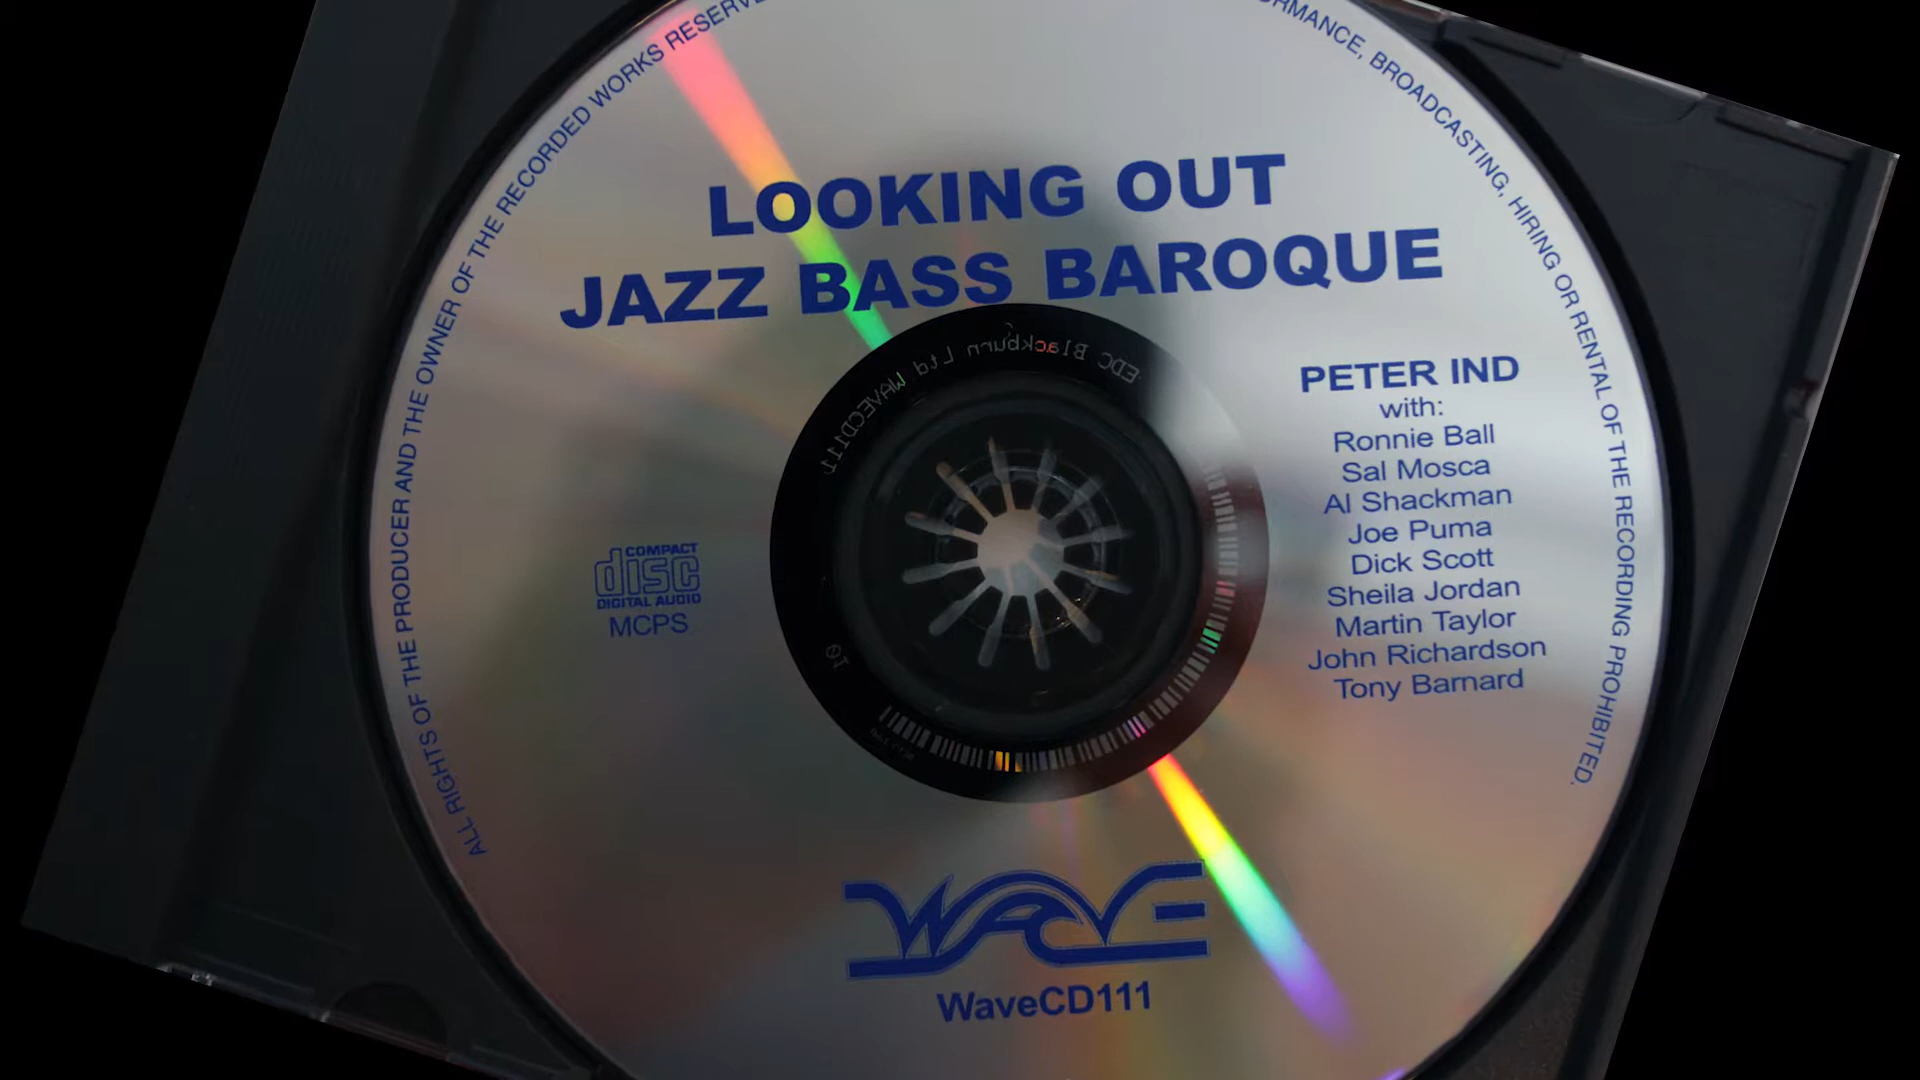 ALL RIGHTS OF THE PRODUCER AND THE OWNER OF THE RECORDED WORKS RESERVE
RMANCE, BROADCASTING, HIRING OR RENTAL OF THE RECORDING PROHIBITED.
LOOKING OUT
JAZZ BASS BAROQUE
EDC Blackburn Ltd WAVECD111
PETER IND
with:
Ronnie Ball
Sal Mosca
Al Shackman
Joe Puma
Dick Scott
Sheila Jordan
Martin Taylor
John Richardson
Tony Barnard
COMPACT
disc
DIGITAL AUDIO
MCPS
WAVE
WaveCD111